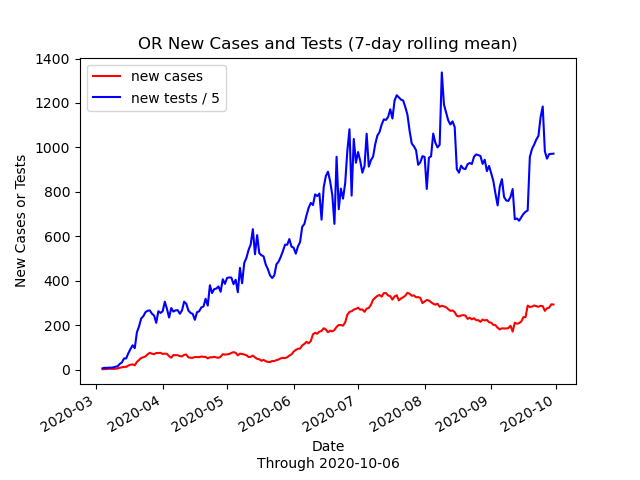 OR New Cases and Tests (7-day rolling mean)
new cases
new tests / 5
New Cases or Tests
1400
1200
1000
800
600
400
200
0
2020-03
2020-04
2020-05
2020-06
2020-07
2020-08
2020-09
2020-10
Date
Through 2020-10-06